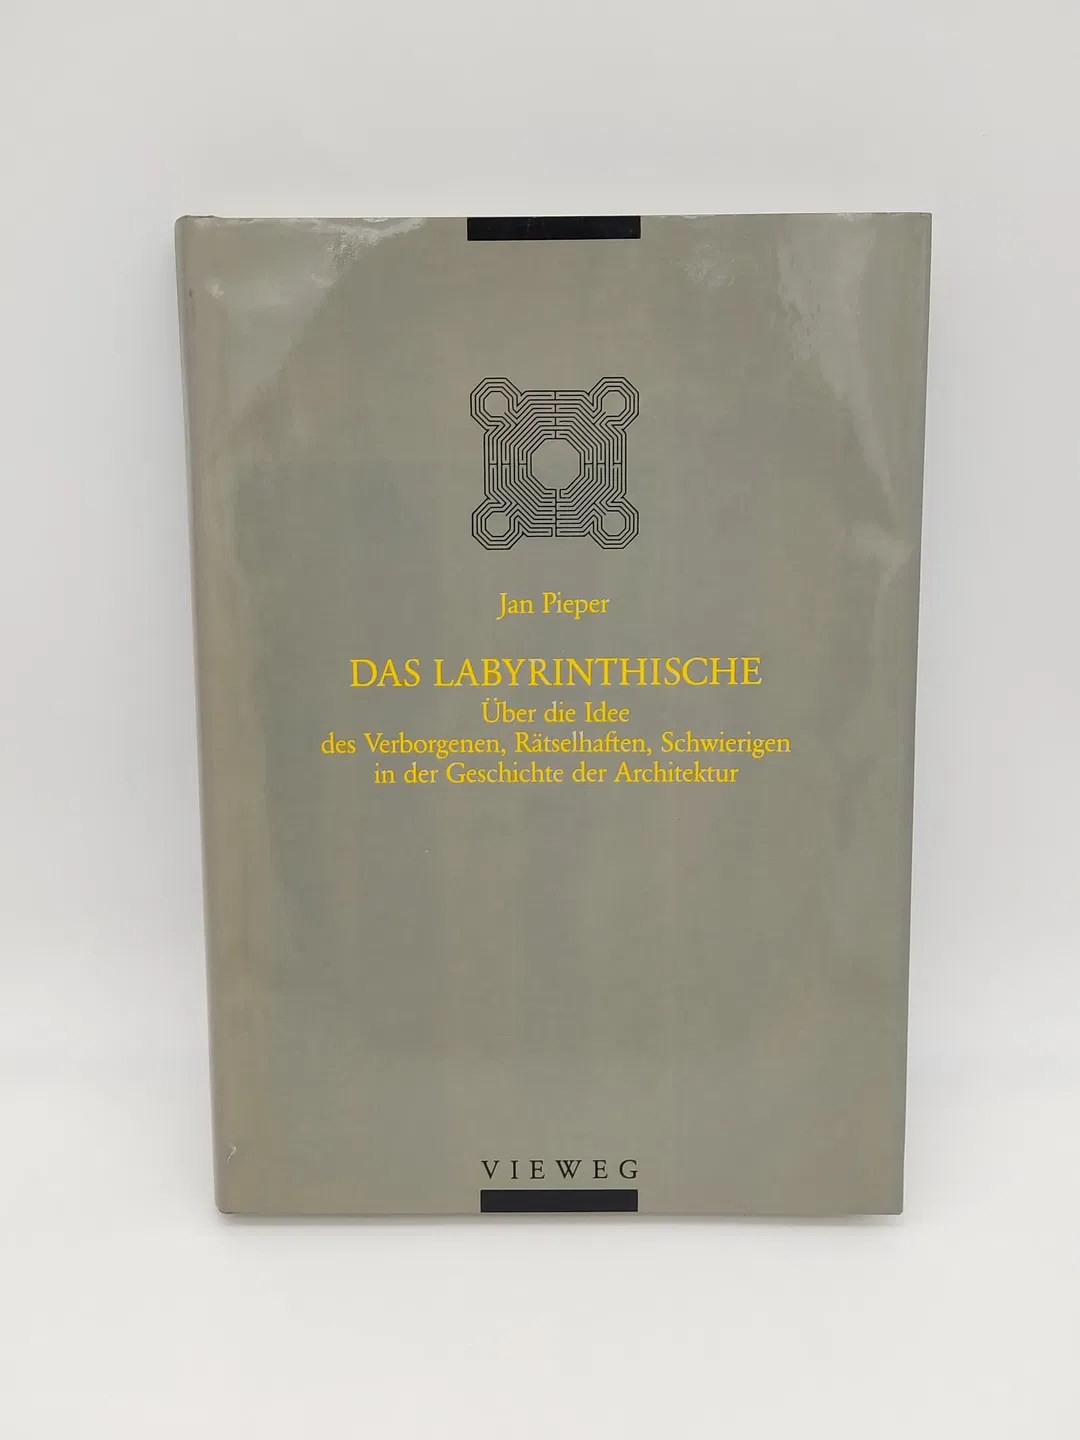 Jan Pieper
DAS LABYRINTHISCHE
Über die Idee
des Verborgenen, Rätselhaften, Schwierigen
in der Geschichte der Architektur
VIEWEG